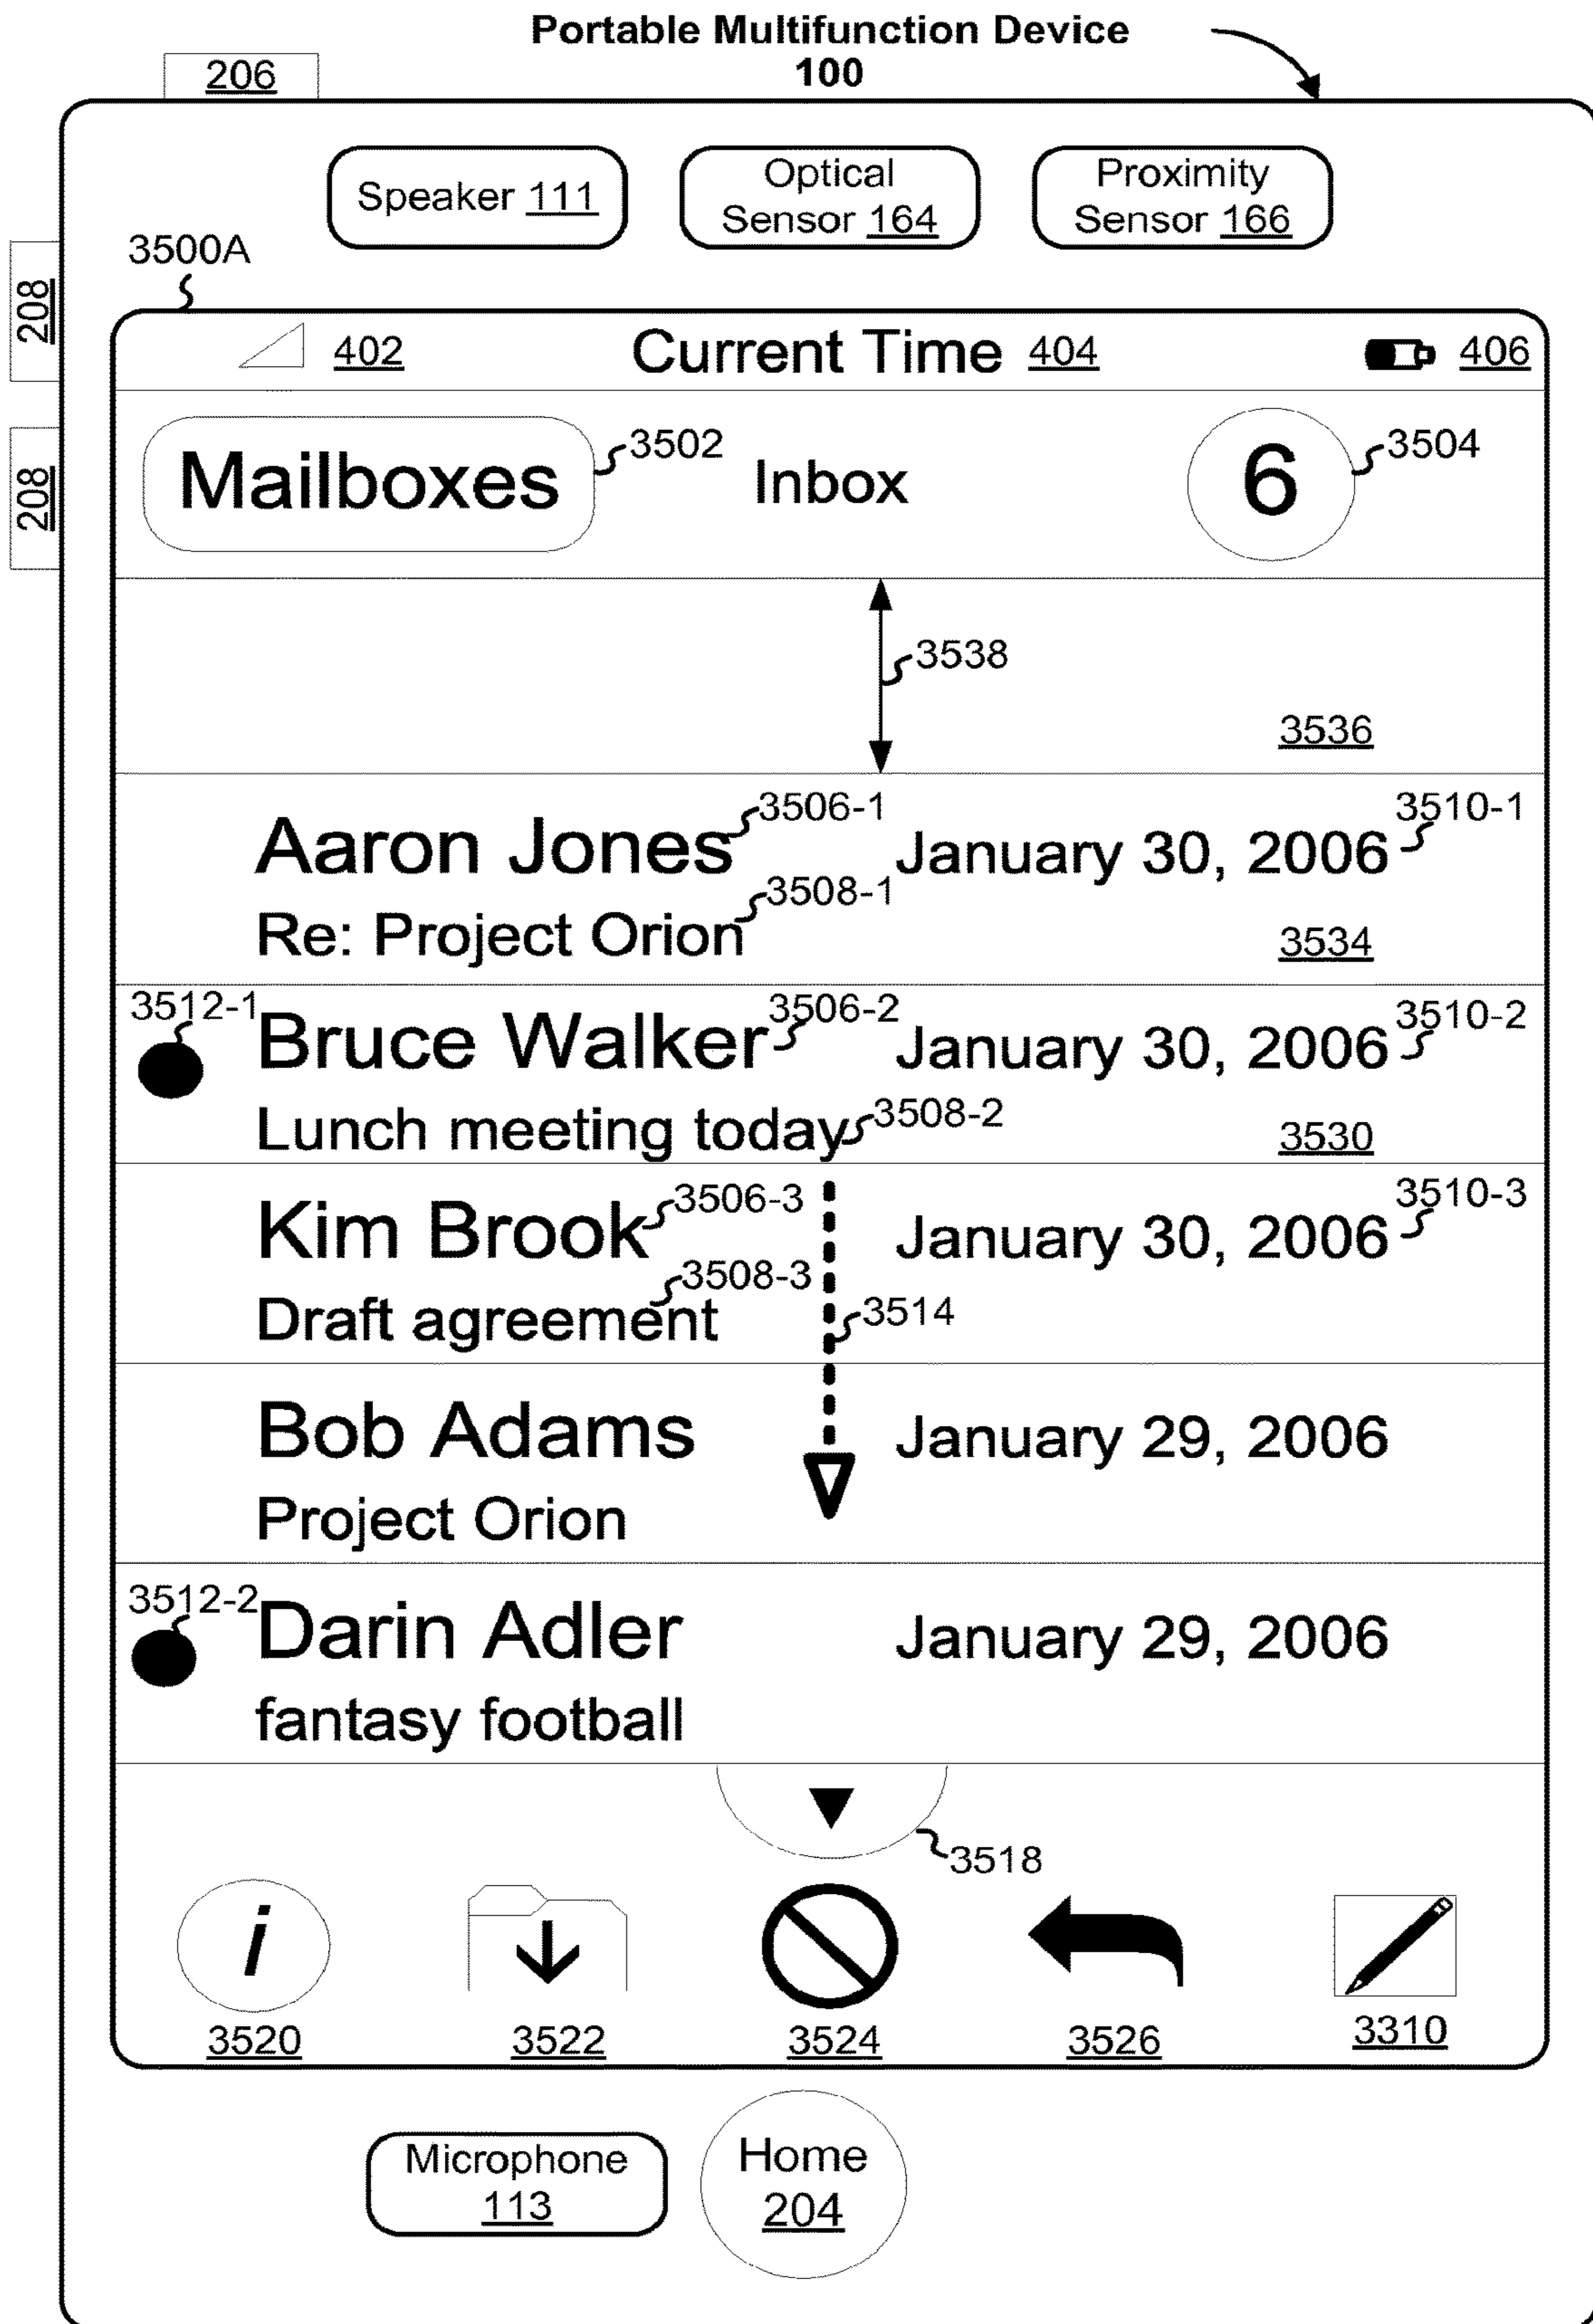 Portable Multifunction Device
100
206
Speaker 111
Optical
Sensor 164
Proximity
Sensor 166
208
208
3500A
402
Current Time 404
406
Mailboxes
3502
Inbox
6
3504
3538
3536
Aaron Jones
3506-1
January 30, 2006
3510-1
Re: Project Orion
3508-1
3534
3512-1
Bruce Walker
3506-2
January 30, 2006
3510-2
Lunch meeting today
3508-2
3530
Kim Brook
3506-3
January 30, 2006
3510-3
Draft agreement
3508-3
3514
Bob Adams
January 29, 2006
Project Orion
3512-2
Darin Adler
January 29, 2006
fantasy football
3518
i
3520
3522
3524
3526
3310
Microphone
113
Home
204